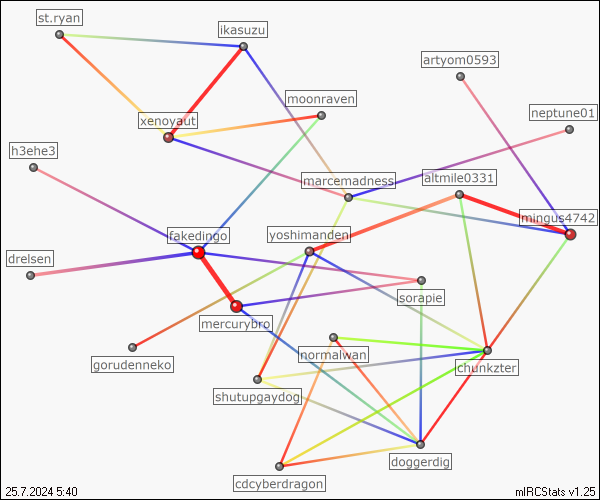 st.ryan
ikasuzu
artyom0593
moonraven
neptune01
xenoyaut
h3ehe3
marcemadness
altmile0331
mingus4742
fakedingo
yoshimanden
drelsen
sorapie
mercurybro
gorudenneko
normalwan
chunkzter
shutupgaydog
doggerdig
cdcyberdragon
25.7.2024 5:40
mIRCStats v1.25